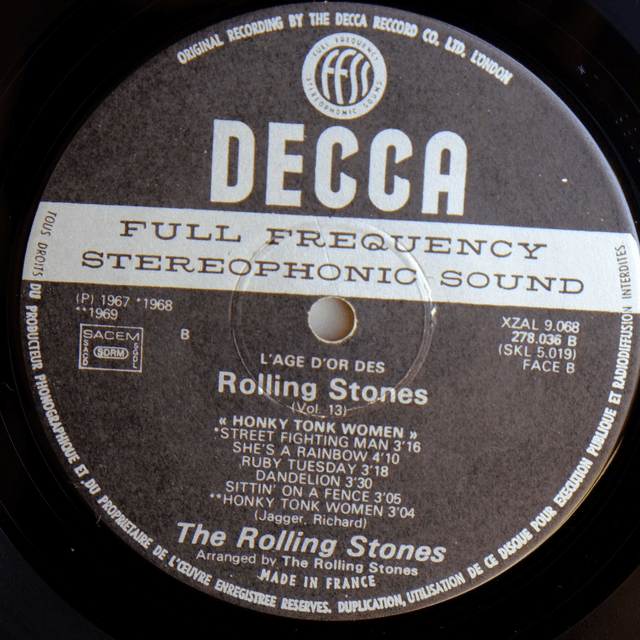 ORIGINAL RECORDING BY THE DECCA RECCORD CO. LTD. LONDON
FULL FREQUENCY
FFSS
STEREOPHONIC SOUND
DECCA
FULL FREQUENCY
STEREOPHONIC SOUND
(P) 1967 *1968
**1969
SACEM
SDRM
B
XZAL 9.068
278.036 B
(SKL 5.019)
FACE B
L'AGE D'OR DES
Rolling Stones
(Vol. 13)
« HONKY TONK WOMEN »
*STREET FIGHTING MAN 3'16
SHE'S A RAINBOW 4'10
RUBY TUESDAY 3'18
DANDELION 3'30
SITTIN' ON A FENCE 3'05
**HONKY TONK WOMEN 3'04
(Jagger, Richard)
The Rolling Stones
Arranged by The Rolling Stones
MADE IN FRANCE
TOUS DROITS DU PRODUCTEUR PHONOGRAPHIQUE ET DU PROPRIETAIRE DE L'ŒUVRE ENREGISTREE RESERVES. DUPLICATION, UTILISATION DE CE DISQUE POUR EXECUTION PUBLIQUE ET RADIODIFFUSION INTERDITES